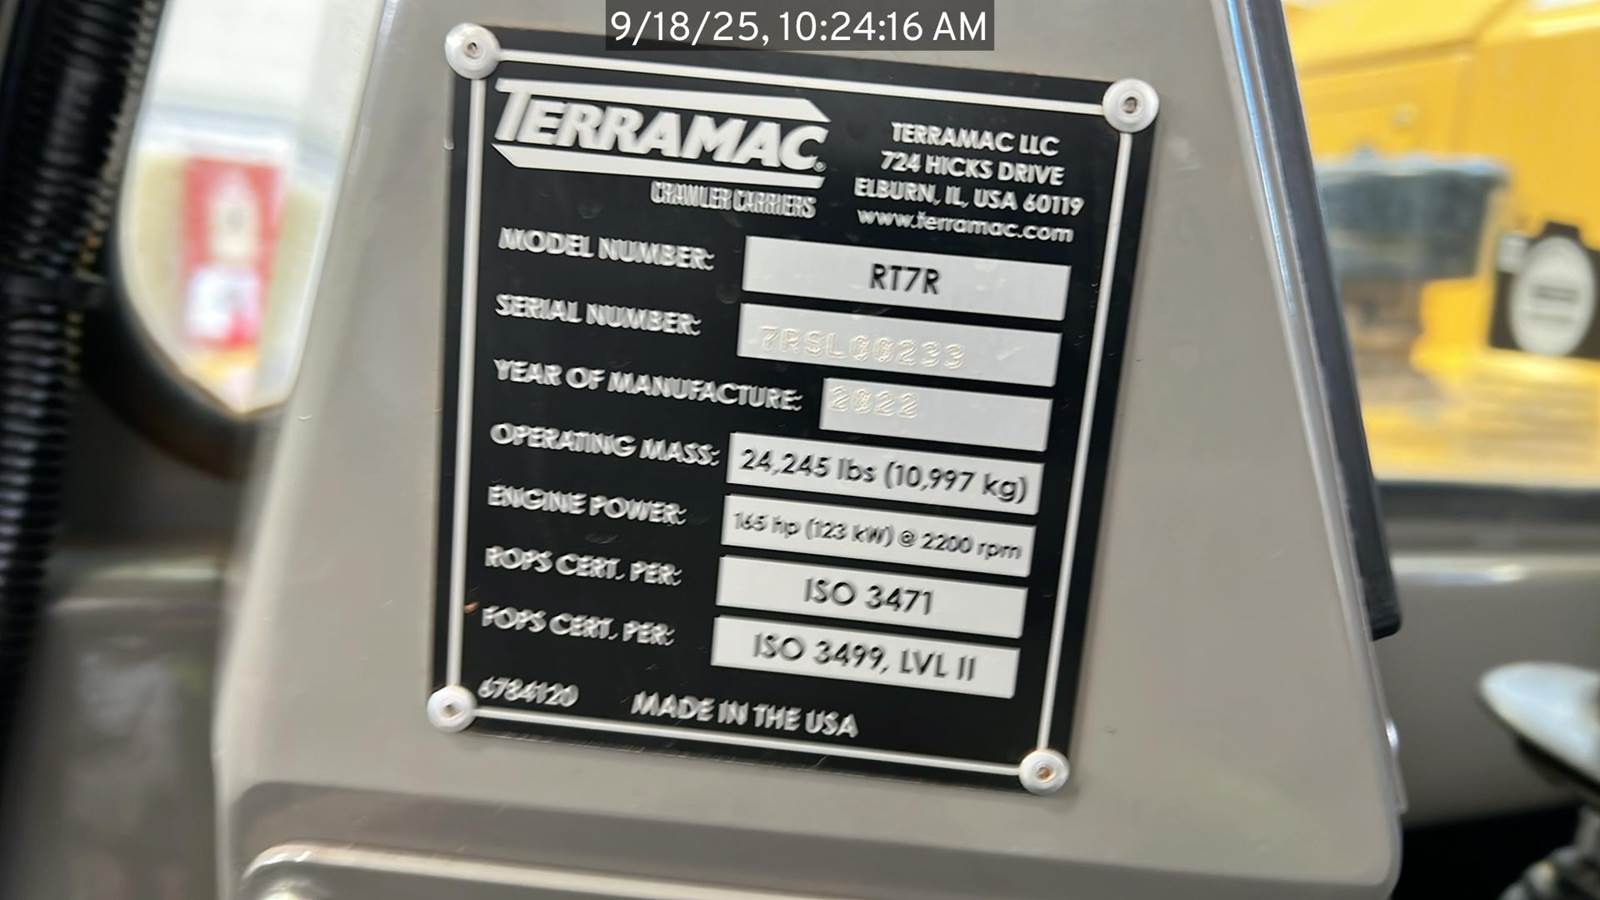 9/18/25, 10:24:16 AM
TERRAMAC
CRAWLER CARRIERS
TERRAMAC LLC
724 HICKS DRIVE
ELBURN, IL, USA 60119
www.terramac.com
MODEL NUMBER: RT7R
SERIAL NUMBER: 7RSL00233
YEAR OF MANUFACTURE: 2022
OPERATING MASS: 24,245 lbs (10,997 kg)
ENGINE POWER: 165 hp (123 kW) @ 2200 rpm
ROPS CERT. PER: ISO 3471
FOPS CERT. PER: ISO 3499, LVL II
6784120 MADE IN THE USA